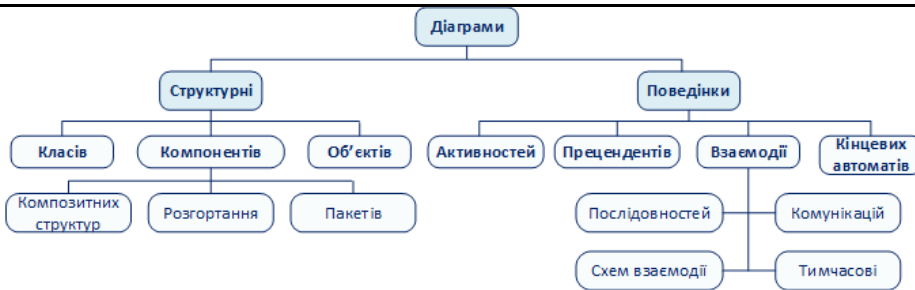 Діаграми
Структурні
Поведінки
Класів
Компонентів
Об'єктів
Активностей
Прецендентів
Взаємодії
Кінцевих
автоматів
Композитних
структур
Розгортання
Пакетів
Послідовностей
Комунікацій
Схем взаємодії
Тимчасові